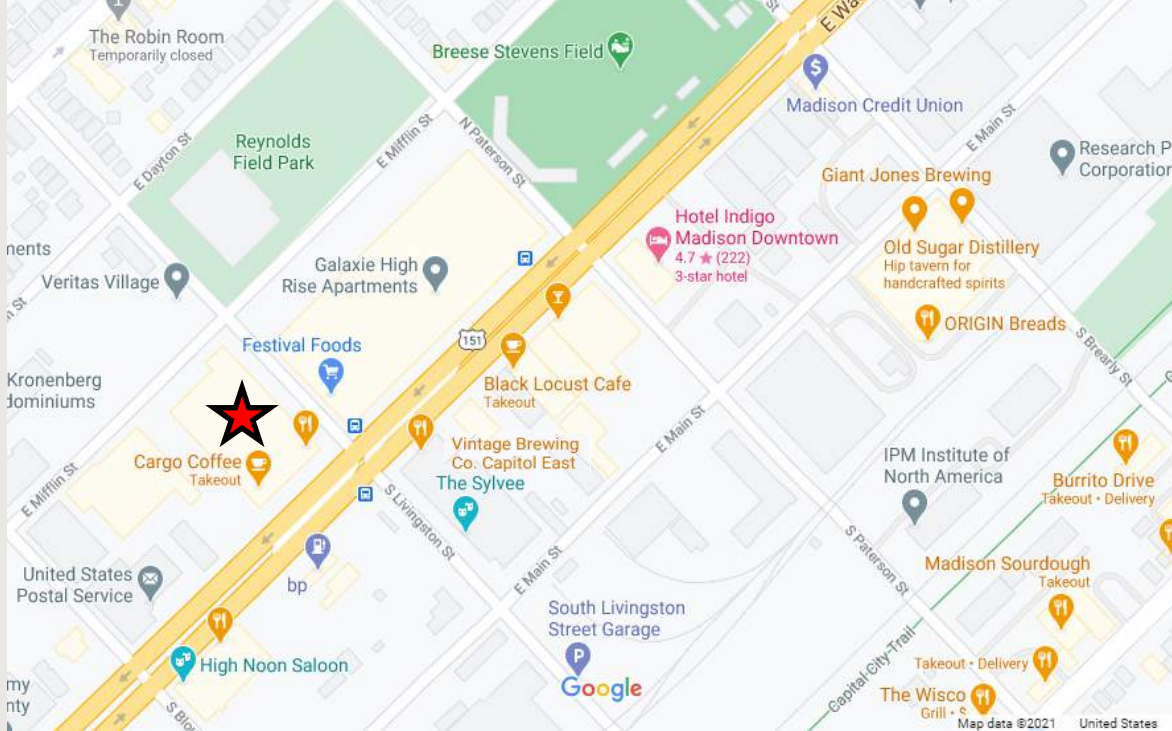 The Robin Room
Temporarily closed
Breese Stevens Field
E Wa
Madison Credit Union
E Main St
Research P
Corporation
Reynolds
Field Park
E Dayton St
E Mifflin St
N Paterson St
Giant Jones Brewing
Old Sugar Distillery
Hip tavern for
handcrafted spirits
ORIGIN Breads
Hotel Indigo
Madison Downtown
4.7 ★ (222)
3-star hotel
ments
Veritas Village
n St
Galaxie High
Rise Apartments
151
Festival Foods
Black Locust Cafe
Takeout
S Brearly St
Kronenberg
dominiums
Cargo Coffee
Takeout
Vintage Brewing
Co. Capitol East
The Sylvee
E Main St
IPM Institute of
North America
Burrito Drive
Takeout • Delivery
E Mifflin St
S Livingston St
S Paterson St
United States
Postal Service
bp
E Main St
Madison Sourdough
Takeout
South Livingston
Street Garage
P
Google
High Noon Saloon
my
nty
S Blo
Capital-City-Trail
Takeout • Delivery
The Wisco
Grill • $
Map data ©2021
United States